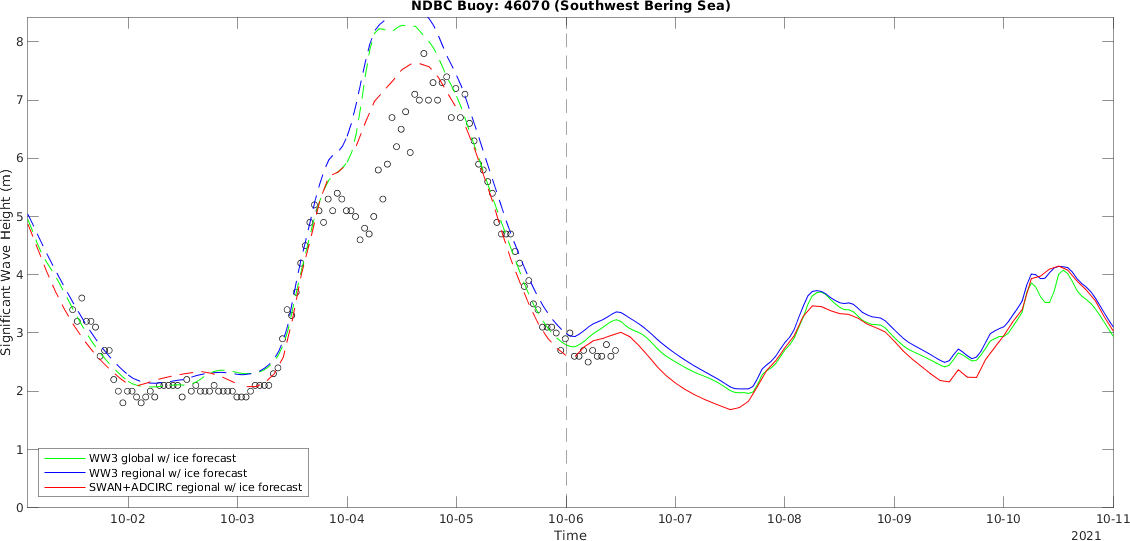 NDBC Buoy: 46070 (Southwest Bering Sea)
Significant Wave Height (m)
8
7
6
5
4
3
2
1
0
WW3 global w/ ice forecast
WW3 regional w/ ice forecast
SWAN+ADCIRC regional w/ ice forecast
10-02 10-03 10-04 10-05 10-06 10-07 10-08 10-09 10-10 10-11
Time
2021